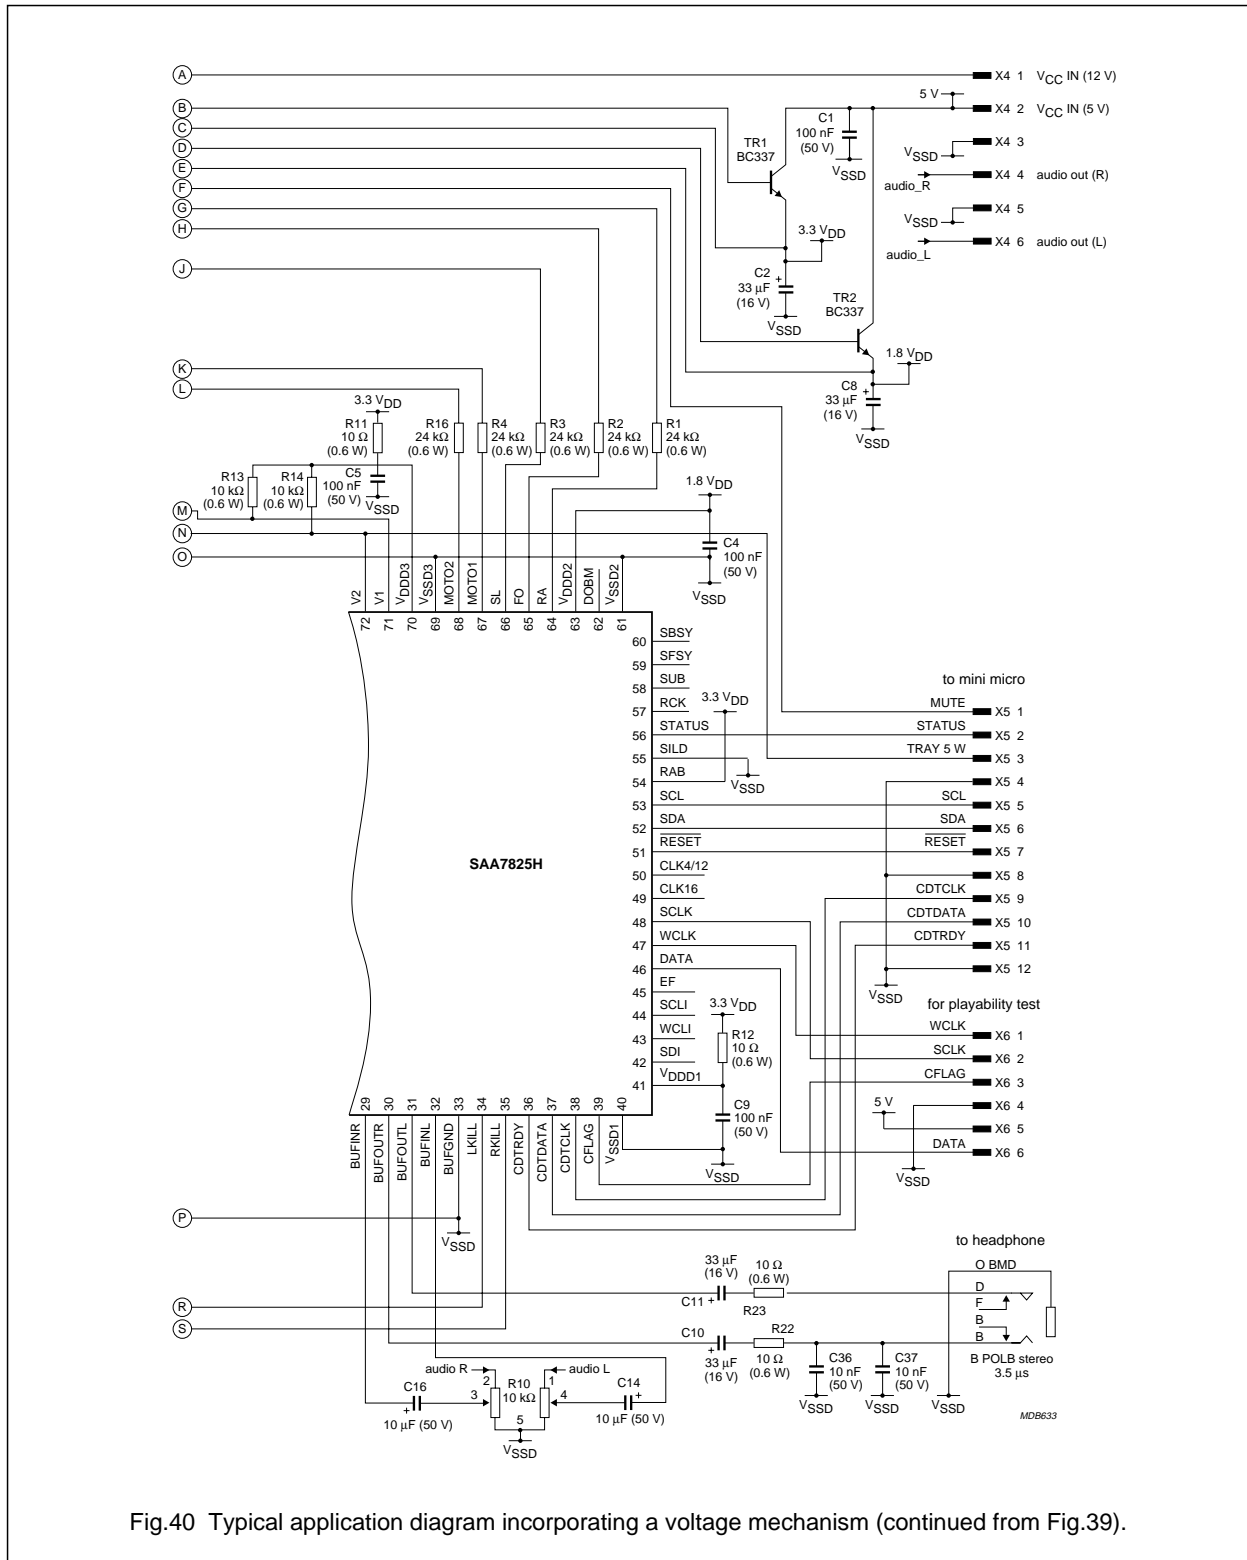 A
X4 1 VCC IN (12 V)
5 V
B
X4 2 VCC IN (5 V)
C
C1
100 nF
(50 V)
TR1
BC337
D
VSSD
X4 3
E
VSSD
F
audio_R
X4 4 audio out (R)
G
VSSD
X4 5
H
3.3 VDD
audio_L
X4 6 audio out (L)
J
C2
+
33 µF
(16 V)
VSSD
TR2
BC337
1.8 VDD
K
L
C8
+
33 µF
(16 V)
VSSD
3.3 VDD
R11
10 Ω
(0.6 W)
R16
24 kΩ
(0.6 W)
R4
24 kΩ
(0.6 W)
R3
24 kΩ
(0.6 W)
R2
24 kΩ
(0.6 W)
R1
24 kΩ
(0.6 W)
R13
10 kΩ
(0.6 W)
R14
10 kΩ
(0.6 W)
C5
100 nF
(50 V)
VSSD
1.8 VDD
M
N
O
C4
100 nF
(50 V)
VSSD
V2
V1
VDDD3
VSSD3
MOTO2
MOTO1
SL
FO
RA
VDDD2
DOBM
VSSD2
72 71 70 69 68 67 66 65 64 63 62 61
60 SBSY
59 SFSY
58 SUB
57 RCK
56 STATUS
55 SILD
54 RAB
53 SCL
52 SDA
51 RESET
50 CLK4/12
49 CLK16
48 SCLK
47 WCLK
46 DATA
45 EF
44 SCLI
43 WCLI
42 SDI
41 VDDD1
SAA7825H
3.3 VDD
VSSD
to mini micro
MUTE X5 1
STATUS X5 2
TRAY 5 W X5 3
X5 4
SCL X5 5
SDA X5 6
RESET X5 7
X5 8
CDTCLK X5 9
CDTDATA X5 10
CDTRDY X5 11
X5 12
VSSD
for playability test
WCLK X6 1
SCLK X6 2
CFLAG X6 3
X6 4
5 V
X6 5
DATA X6 6
VSSD
3.3 VDD
R12
10 Ω
(0.6 W)
C9
100 nF
(50 V)
VSSD
29 30 31 32 33 34 35 36 37 38 39 40
BUFINR
BUFOUTR
BUFOUTL
BUFINL
BUFGND
LKILL
RKILL
CDTRDY
CDTDATA
CDTCLK
CFLAG
VSSD1
P
VSSD
R
S
to headphone
O BMD
D
F
B
B
B POLB stereo
3.5 µs
33 µF
(16 V)
C11 +
10 Ω
(0.6 W)
R23
C10
+
33 µF
(16 V)
R22
10 Ω
(0.6 W)
C36
10 nF
(50 V)
VSSD
C37
10 nF
(50 V)
VSSD
VSSD
audio R
audio L
C16
+
10 µF (50 V)
2
3
R10
10 kΩ
1
4
5
VSSD
C14
+
10 µF (50 V)
MDB633
Fig.40 Typical application diagram incorporating a voltage mechanism (continued from Fig.39).